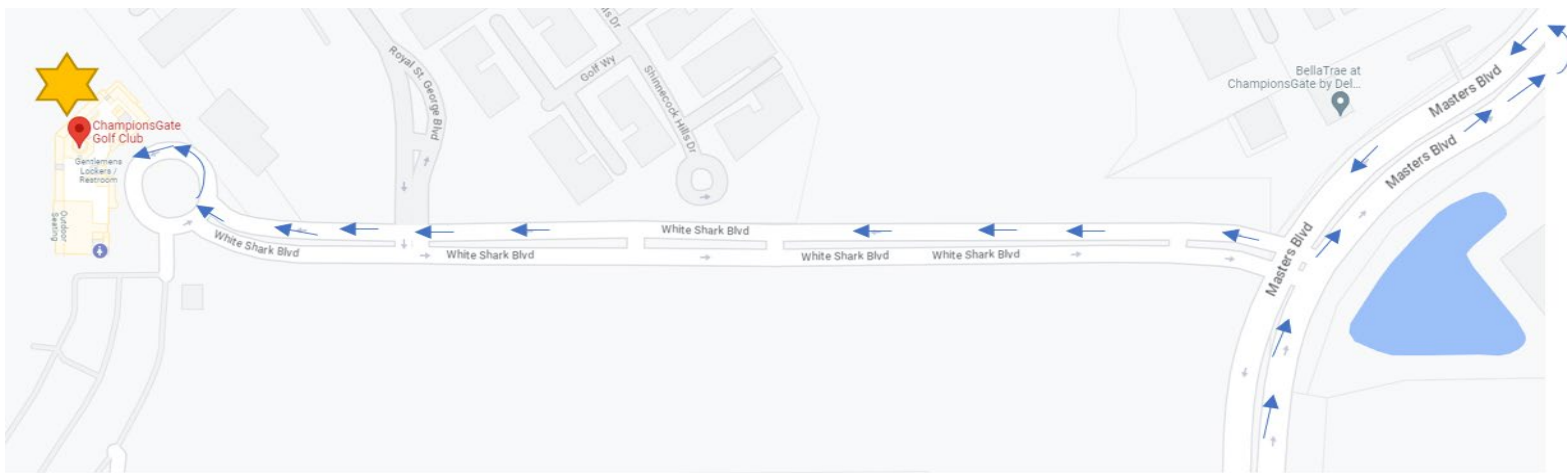 Royal St. George Blvd
Golf Wy
Shinnecock Hills Dr
BellaTrae at
ChampionsGate by Del...
Masters Blvd
Masters Blvd
ChampionsGate
Golf Club
Gentlemens
Lockers /
Restroom
Outdoor
Seating
White Shark Blvd
White Shark Blvd
White Shark Blvd
White Shark Blvd
White Shark Blvd
Masters Blvd